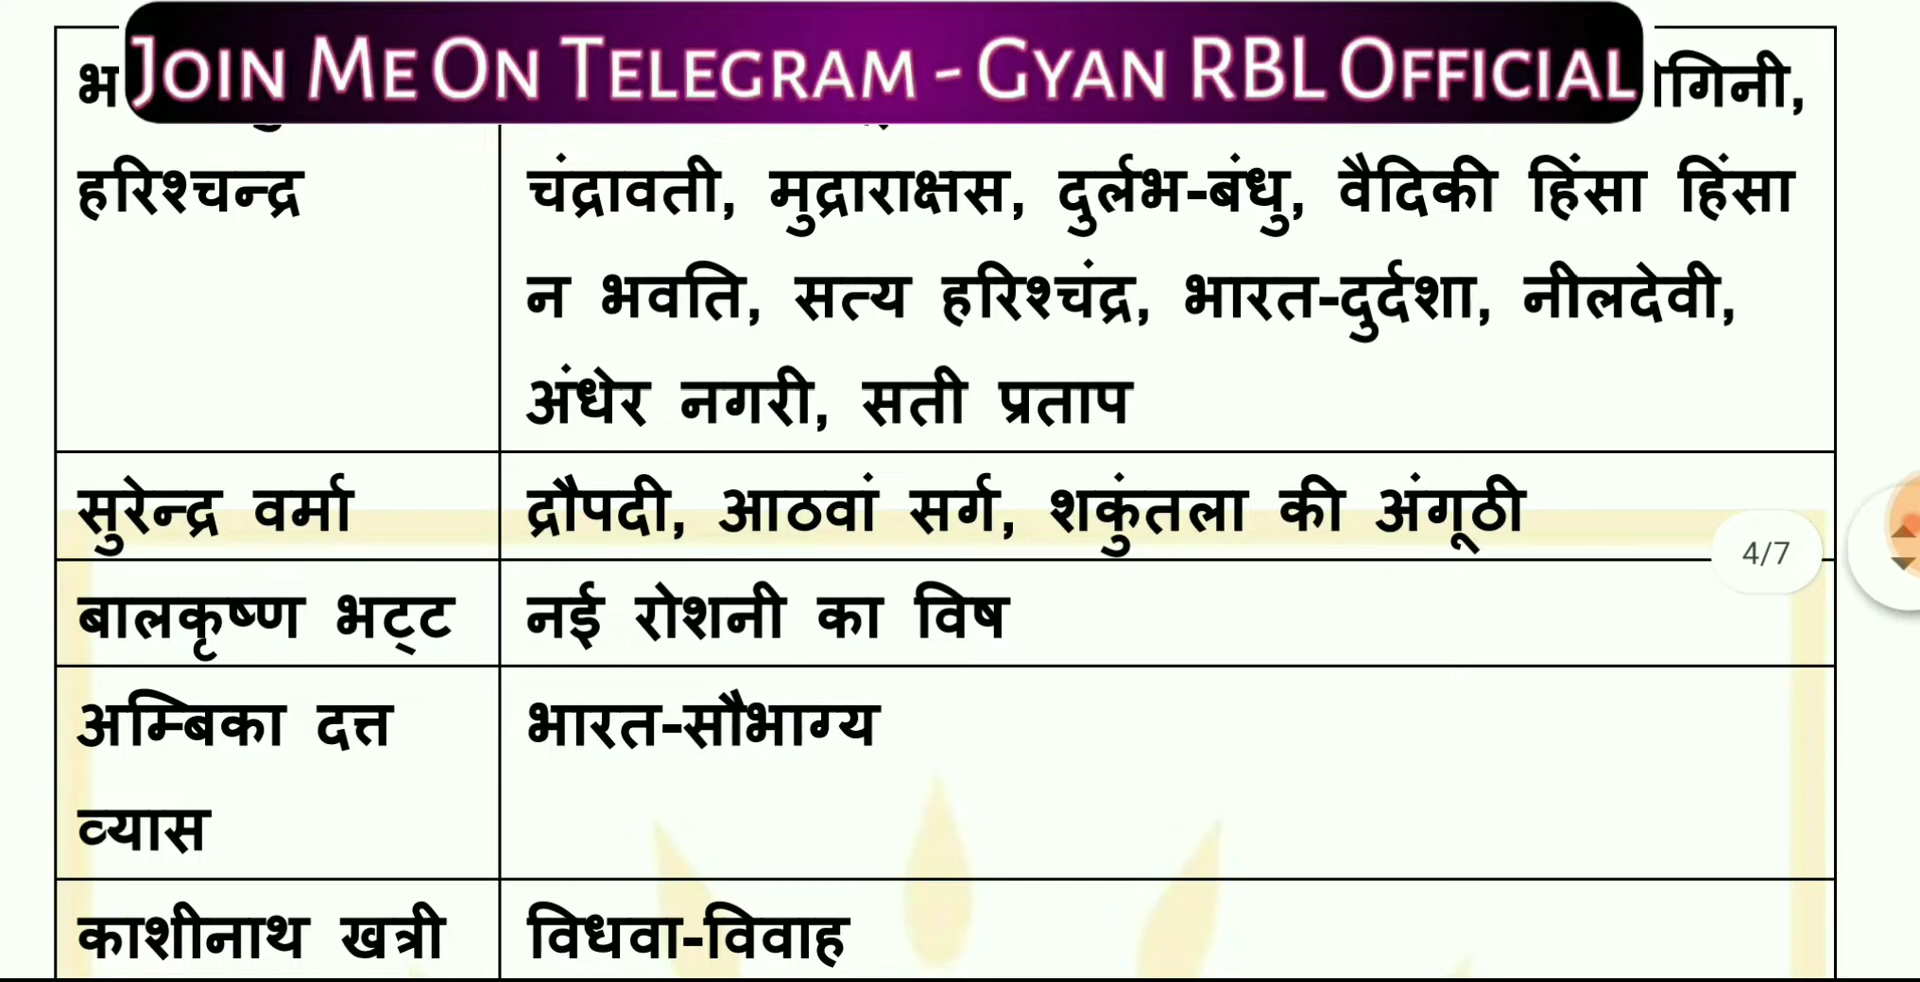 JOIN ME ON TELEGRAM - GYAN RBL OFFICIAL
हरिश्चन्द्र
चंद्रावती, मुद्राराक्षस, दुर्लभ-बंधु, वैदिकी हिंसा हिंसा
न भवति, सत्य हरिश्चंद्र, भारत-दुर्दशा, नीलदेवी,
अंधेर नगरी, सती प्रताप
सुरेन्द्र वर्मा
द्रौपदी, आठवां सर्ग, शकुंतला की अंगूठी
4/7
बालकृष्ण भट्ट
नई रोशनी का विष
अम्बिका दत्त
व्यास
भारत-सौभाग्य
काशीनाथ खत्री
विधवा-विवाह